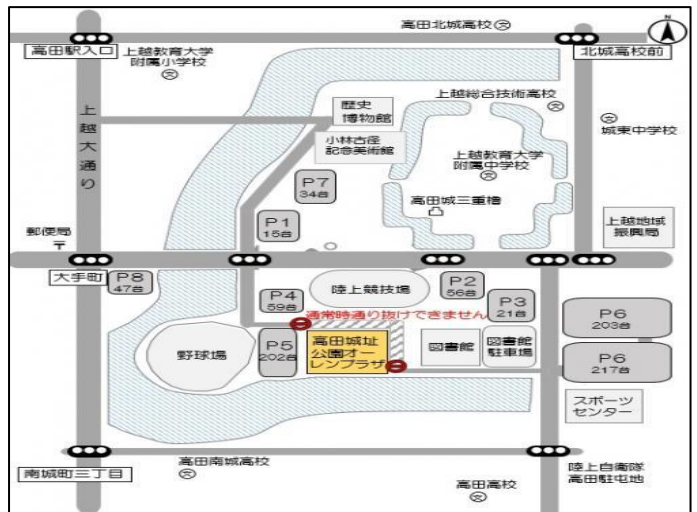 高田北城高校
高田駅入口
上越教育大学
附属小学校
北城高校前
上越大通り
歴史
博物館
上越総合技術高校
城東中学校
小林古径
記念美術館
上越教育大学
附属中学校
P7
34台
高田城三重櫓
P1
15台
郵便局
上越地域
振興局
大手町
P8
47台
陸上競技場
P2
56台
P4
59台
通常時通り抜けできません
P3
21台
P6
203台
野球場
P5
202台
高田城址
公園オー
レンプラザ
図書館
図書館
駐車場
P6
217台
スポーツ
センター
南城町三丁目
高田南城高校
高田高校
陸上自衛隊
高田駐屯地